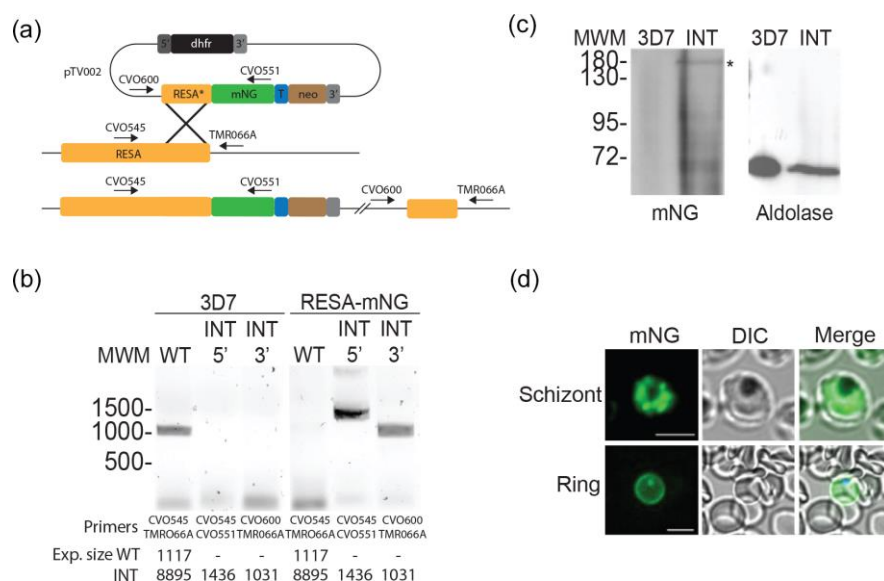 (a)
5' dhfr 3'
pTV002
CVO600 CVO551
RESA* mNG T neo 3'
CVO545 TMR066A
RESA
CVO545 CVO551 CVO600 TMR066A
(b)
3D7 RESA-mNG
INT INT INT INT
MWM WT 5' 3' WT 5' 3'
1500-
1000-
500-
Primers CVO545 CVO545 CVO600 CVO545 CVO545 CVO600
TMRO66A CVO551 TMR066A TMRO66A CVO551 TMR066A
Exp. size WT 1117 - - 1117 - -
INT 8895 1436 1031 8895 1436 1031
(c)
MWM 3D7 INT 3D7 INT
180- *
130-
95-
72-
mNG Aldolase
(d)
mNG DIC Merge
Schizont
Ring